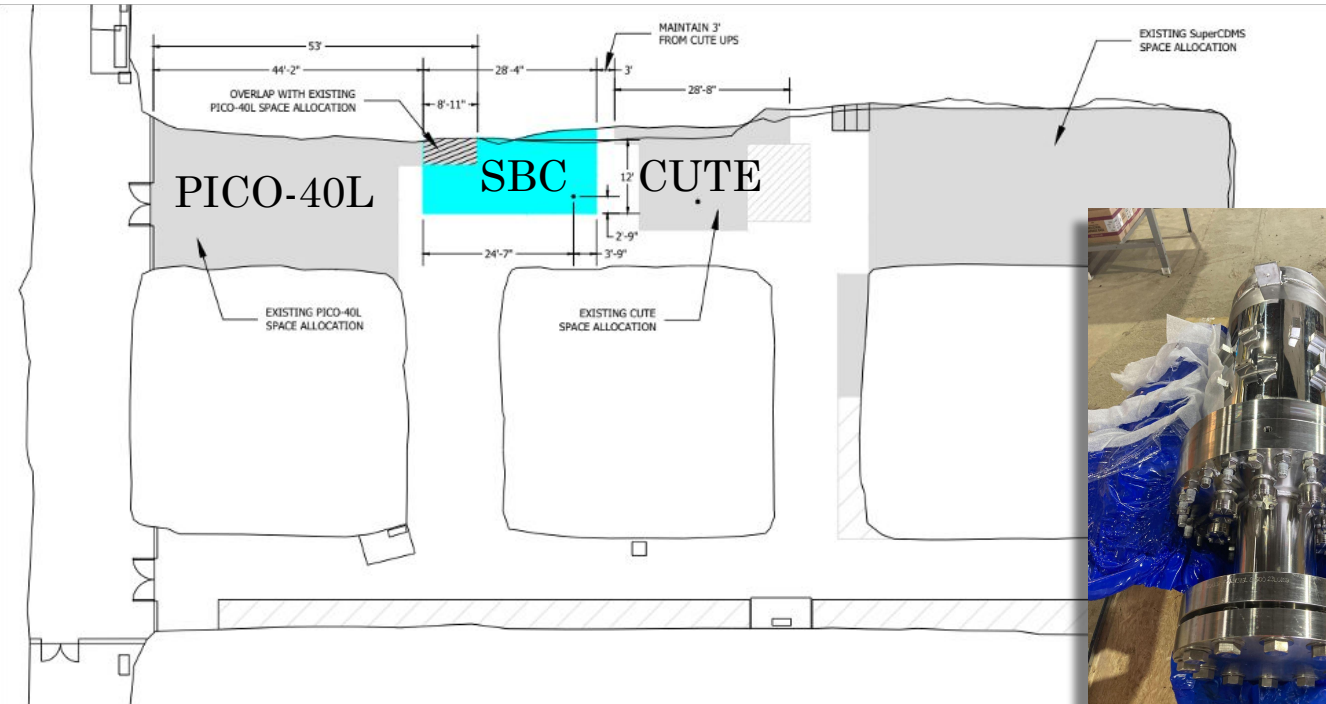 53'
MAINTAIN 3'
FROM CUTE UPS
EXISTING SuperCDMS
SPACE ALLOCATION
44'-2"
28'-4"
3'
OVERLAP WITH EXISTING
PICO-40L SPACE ALLOCATION
8'-11"
28'-8"
PICO-40L
SBC
12'
CUTE
2'-9"
24'-7"
3'-9"
EXISTING PICO-40L
SPACE ALLOCATION
EXISTING CUTE
SPACE ALLOCATION